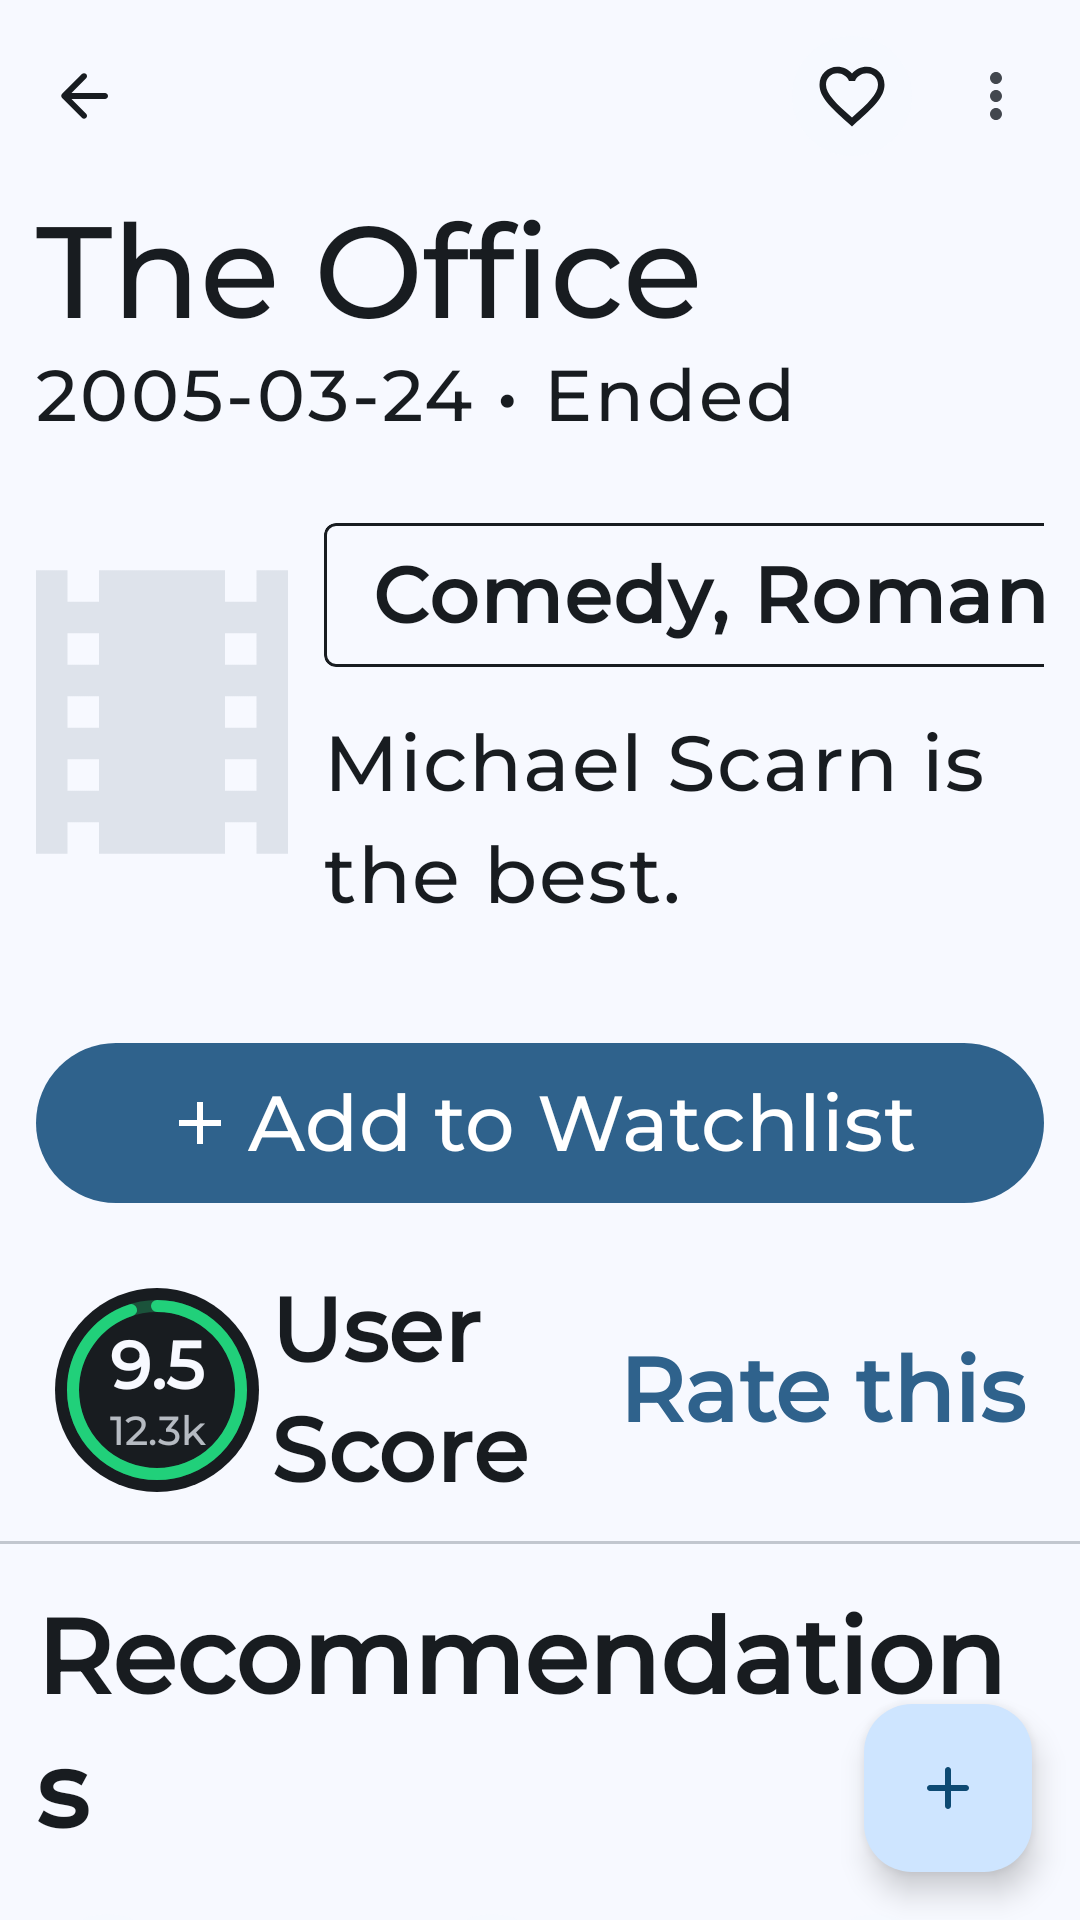 The Office
2005-03-24 • Ended
Comedy, Roman
Michael Scarn is
the best.
Add to Watchlist
9.5
12.3k
User
Score
Rate this
Recommendation
s